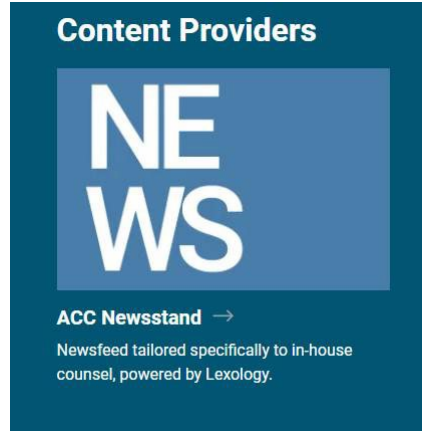 Content Providers
NE
WS
ACC Newsstand →
Newsfeed tailored specifically to in-house
counsel, powered by Lexology.